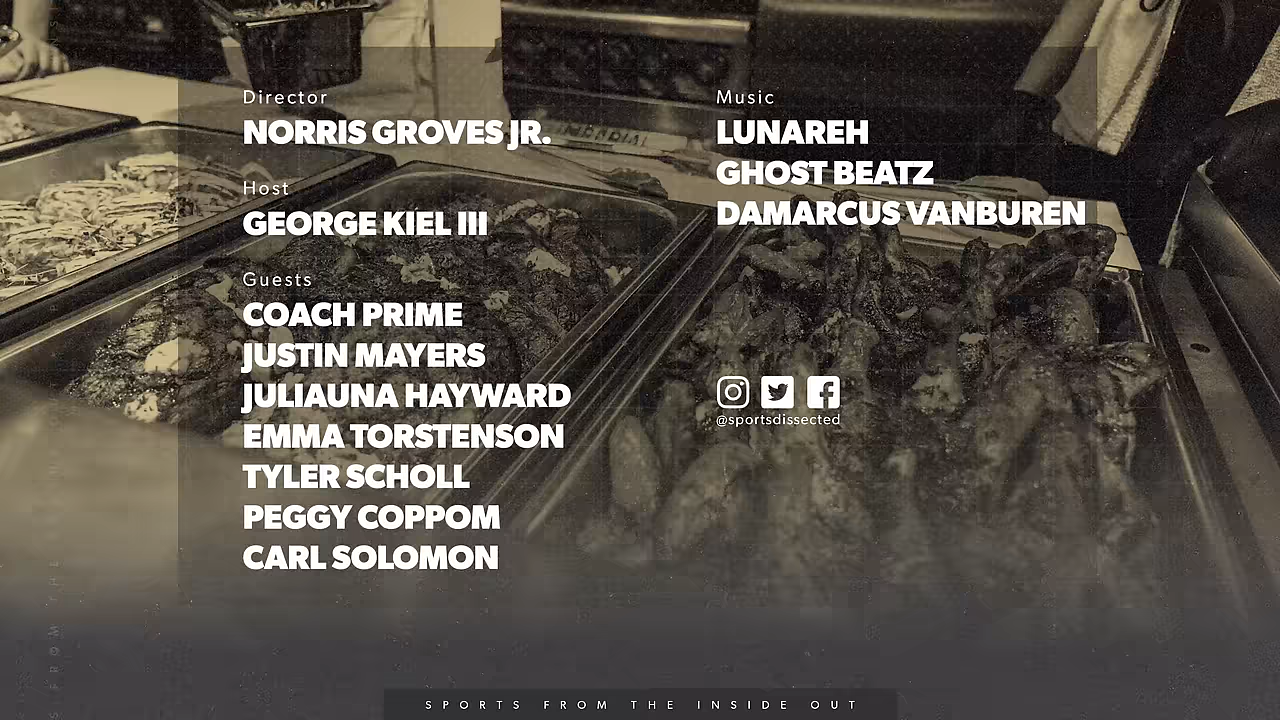 Director
NORRIS GROVES JR.
Host
GEORGE KIEL III
Guests
COACH PRIME
JUSTIN MAYERS
JULIAUNA HAYWARD
EMMA TORSTENSON
TYLER SCHOLL
PEGGY COPPOM
CARL SOLOMON
Music
LUNAREH
GHOST BEATZ
DAMARCUS VANBUREN
@sportsdissected
SPORTS FROM THE INSIDE OUT